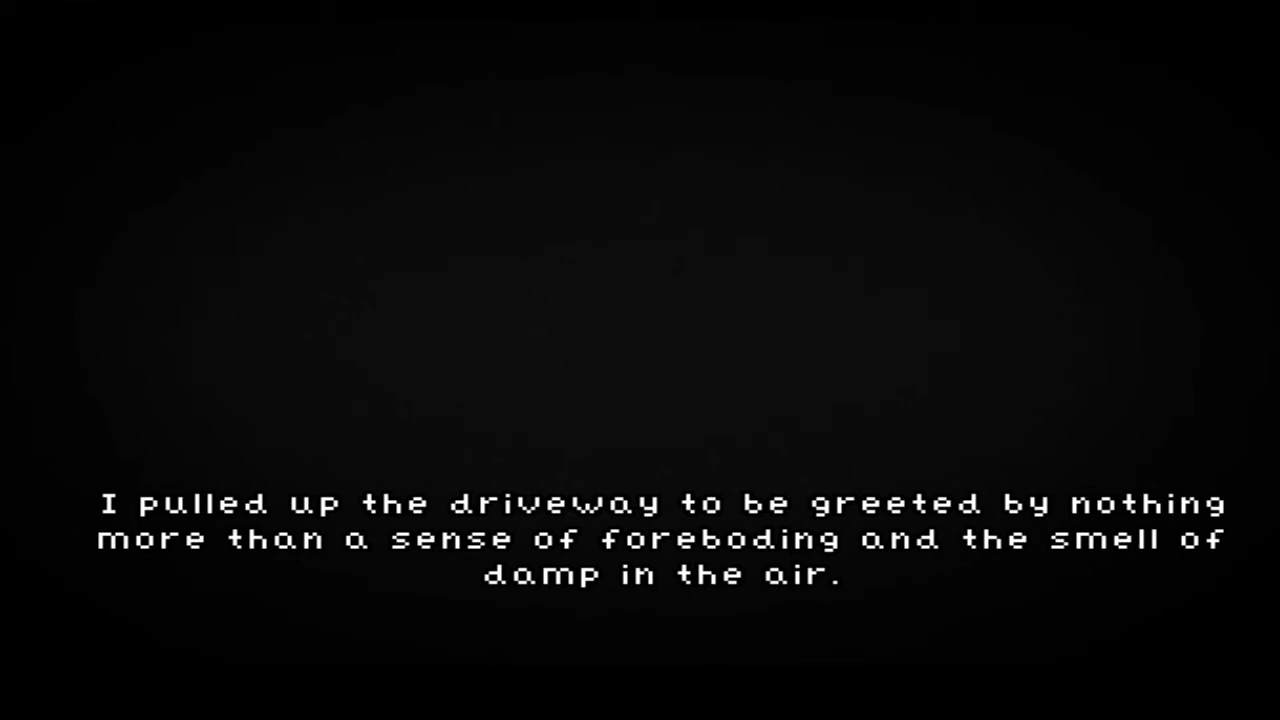 I pulled up the driveway to be greeted by nothing
more than a sense of foreboding and the smell of
damp in the air.